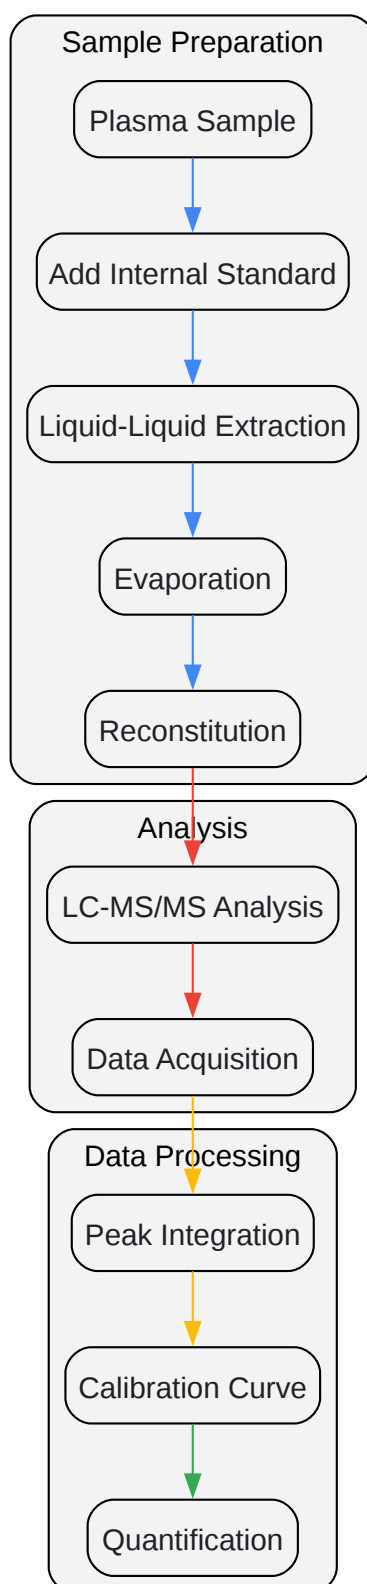 Sample Preparation
Plasma Sample
Add Internal Standard
Liquid-Liquid Extraction
Evaporation
Reconstitution
Analysis
LC-MS/MS Analysis
Data Acquisition
Data Processing
Peak Integration
Calibration Curve
Quantification